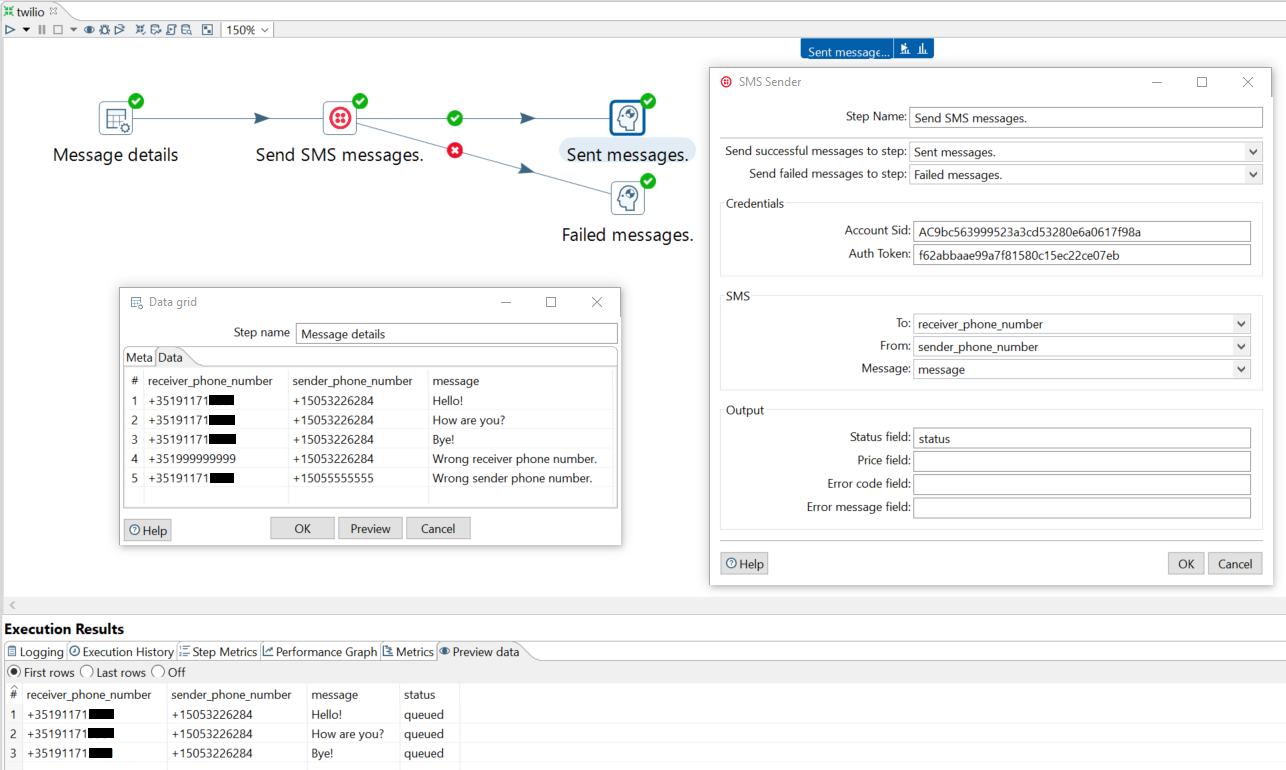 twilio
150%
Sent message...
Message details
Send SMS messages.
Sent messages.
Failed messages.
SMS Sender
Step Name: Send SMS messages.
Send successful messages to step: Sent messages.
Send failed messages to step: Failed messages.
Credentials
Account Sid: AC9bc563999523a3cd53280e6a0617f98a
Auth Token: f62abbaae99a7f81580c15ec22ce07eb
SMS
To: receiver_phone_number
From: sender_phone_number
Message: message
Output
Status field: status
Price field:
Error code field:
Error message field:
Help OK Cancel
Data grid
Step name Message details
Meta Data
# receiver_phone_number sender_phone_number message
1 +35191171 +15053226284 Hello!
2 +35191171 +15053226284 How are you?
3 +35191171 +15053226284 Bye!
4 +351999999999 +15053226284 Wrong receiver phone number.
5 +35191171 +15055555555 Wrong sender phone number.
Help OK Preview Cancel
Execution Results
Logging Execution History Step Metrics Performance Graph Metrics Preview data
First rows Last rows Off
# receiver_phone_number sender_phone_number message status
1 +35191171 +15053226284 Hello! queued
2 +35191171 +15053226284 How are you? queued
3 +35191171 +15053226284 Bye! queued